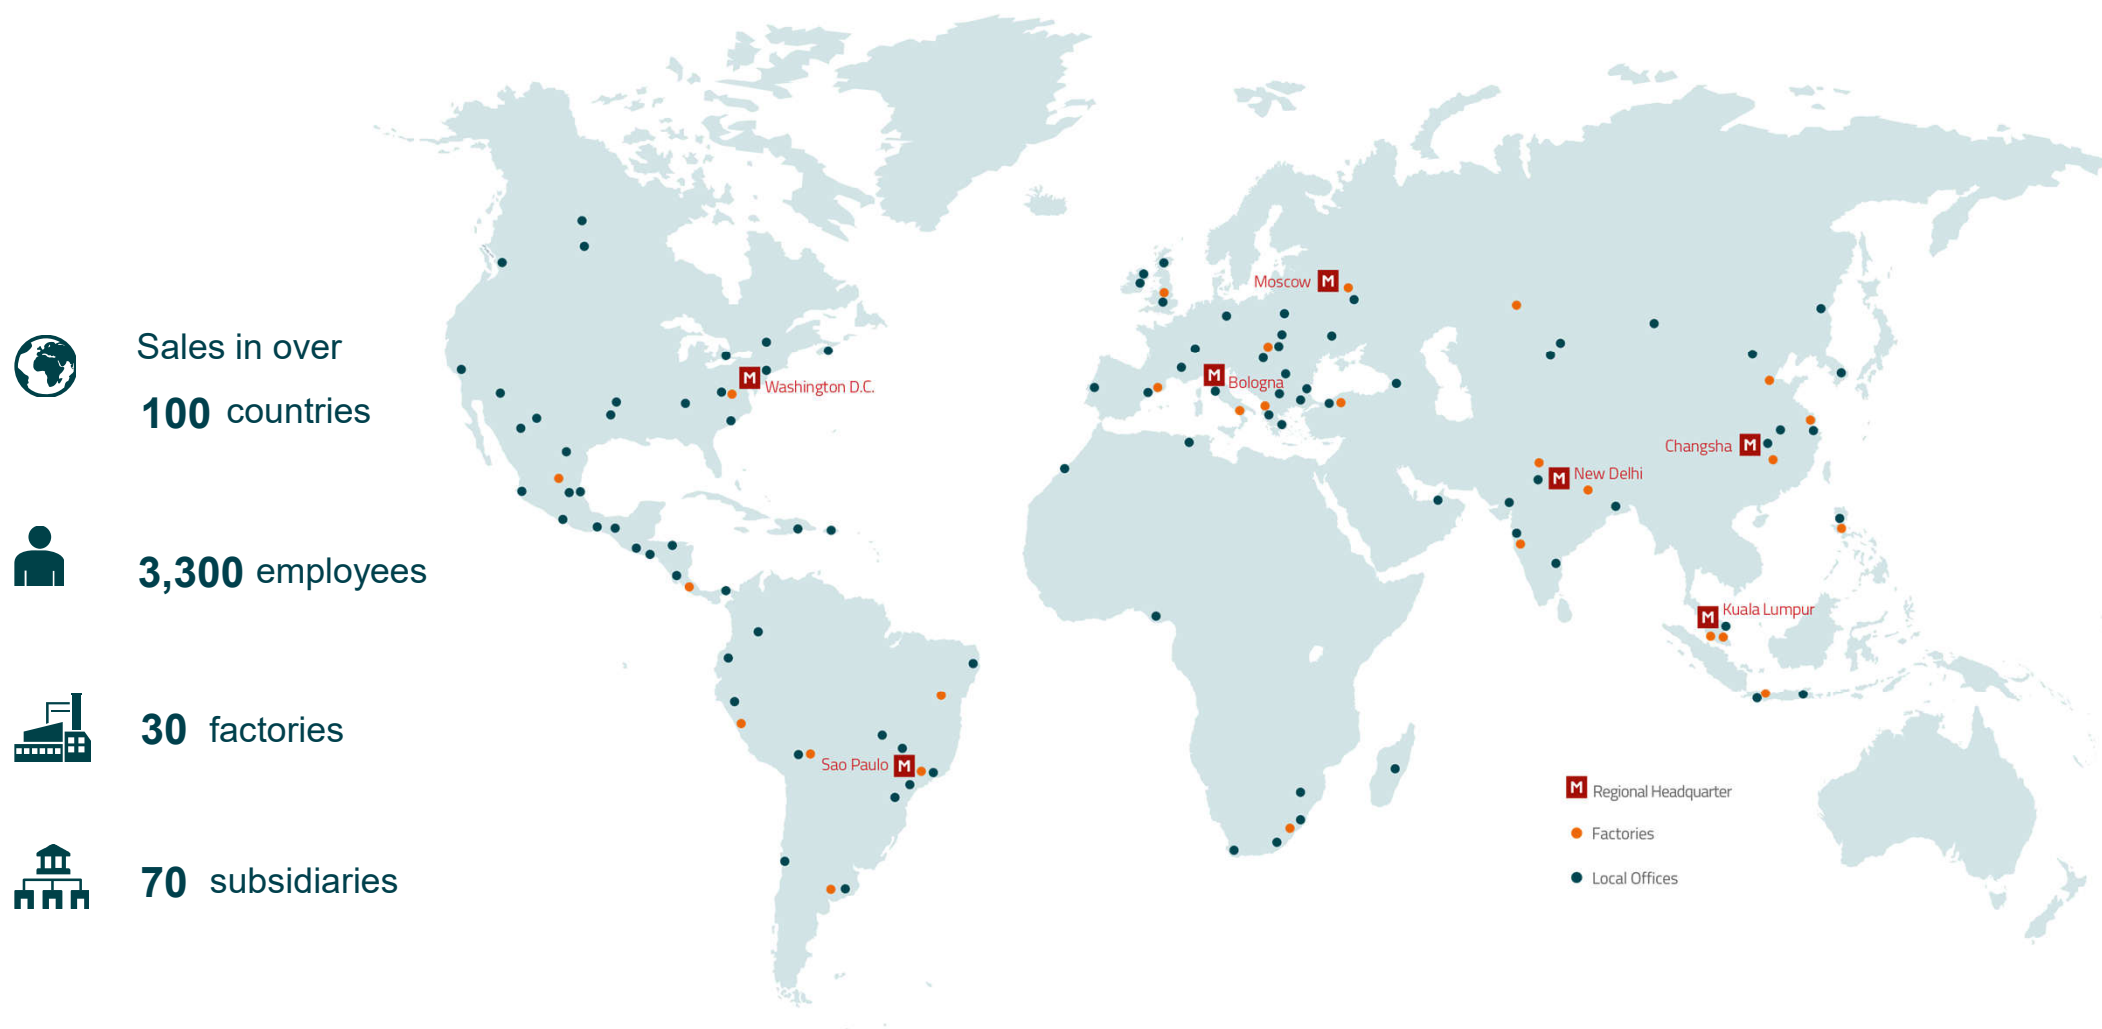 Sales in over
100 countries
3,300 employees
30 factories
70 subsidiaries
Moscow M
M Bologna
M Washington D.C.
Changsha M
M New Delhi
M Kuala Lumpur
Sao Paulo M
M Regional Headquarter
Factories
Local Offices